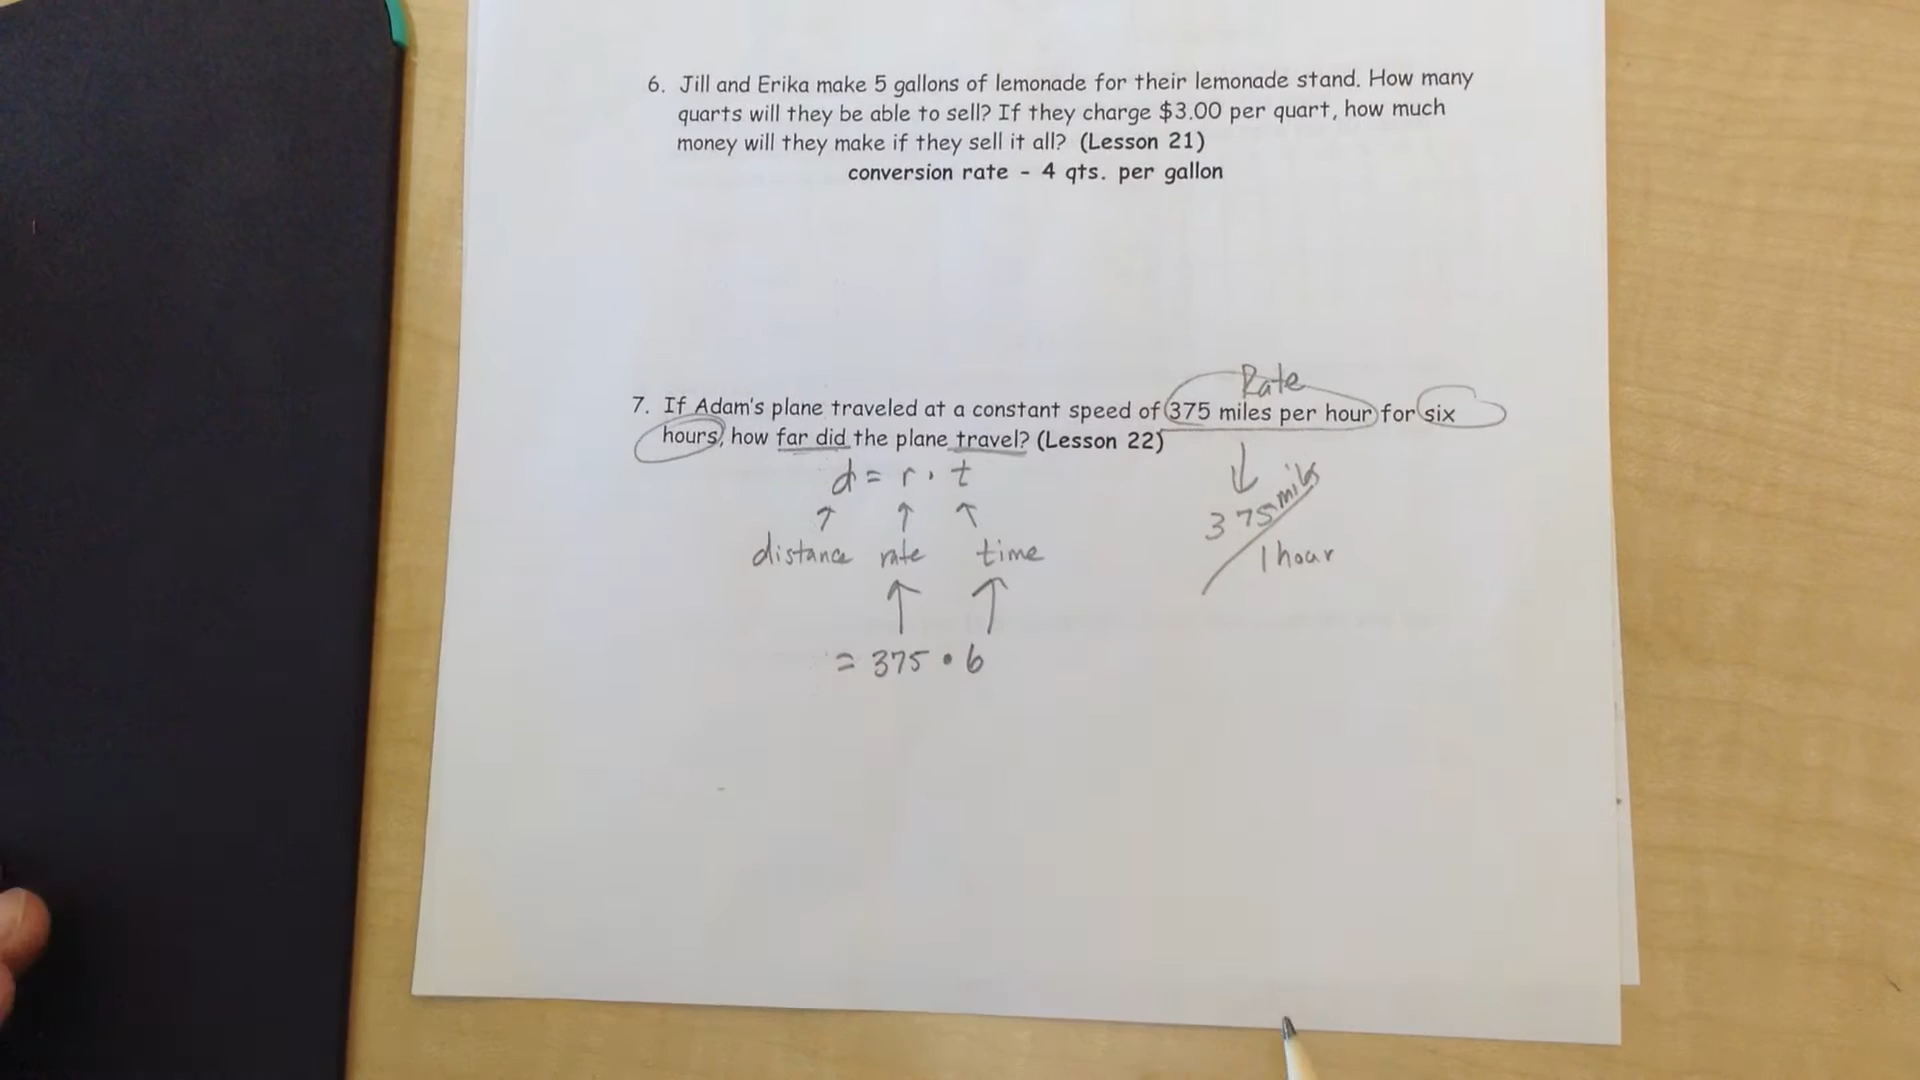 6. Jill and Erika make 5 gallons of lemonade for their lemonade stand. How many
quarts will they be able to sell? If they charge $3.00 per quart, how much
money will they make if they sell it all? (Lesson 21)
conversion rate - 4 qts. per gallon
Rate
7. If Adam's plane traveled at a constant speed of 375 miles per hour for six
hours, how far did the plane travel? (Lesson 22)
d = r · t
375 miles
1 hour
distance rate time
= 375 • 6